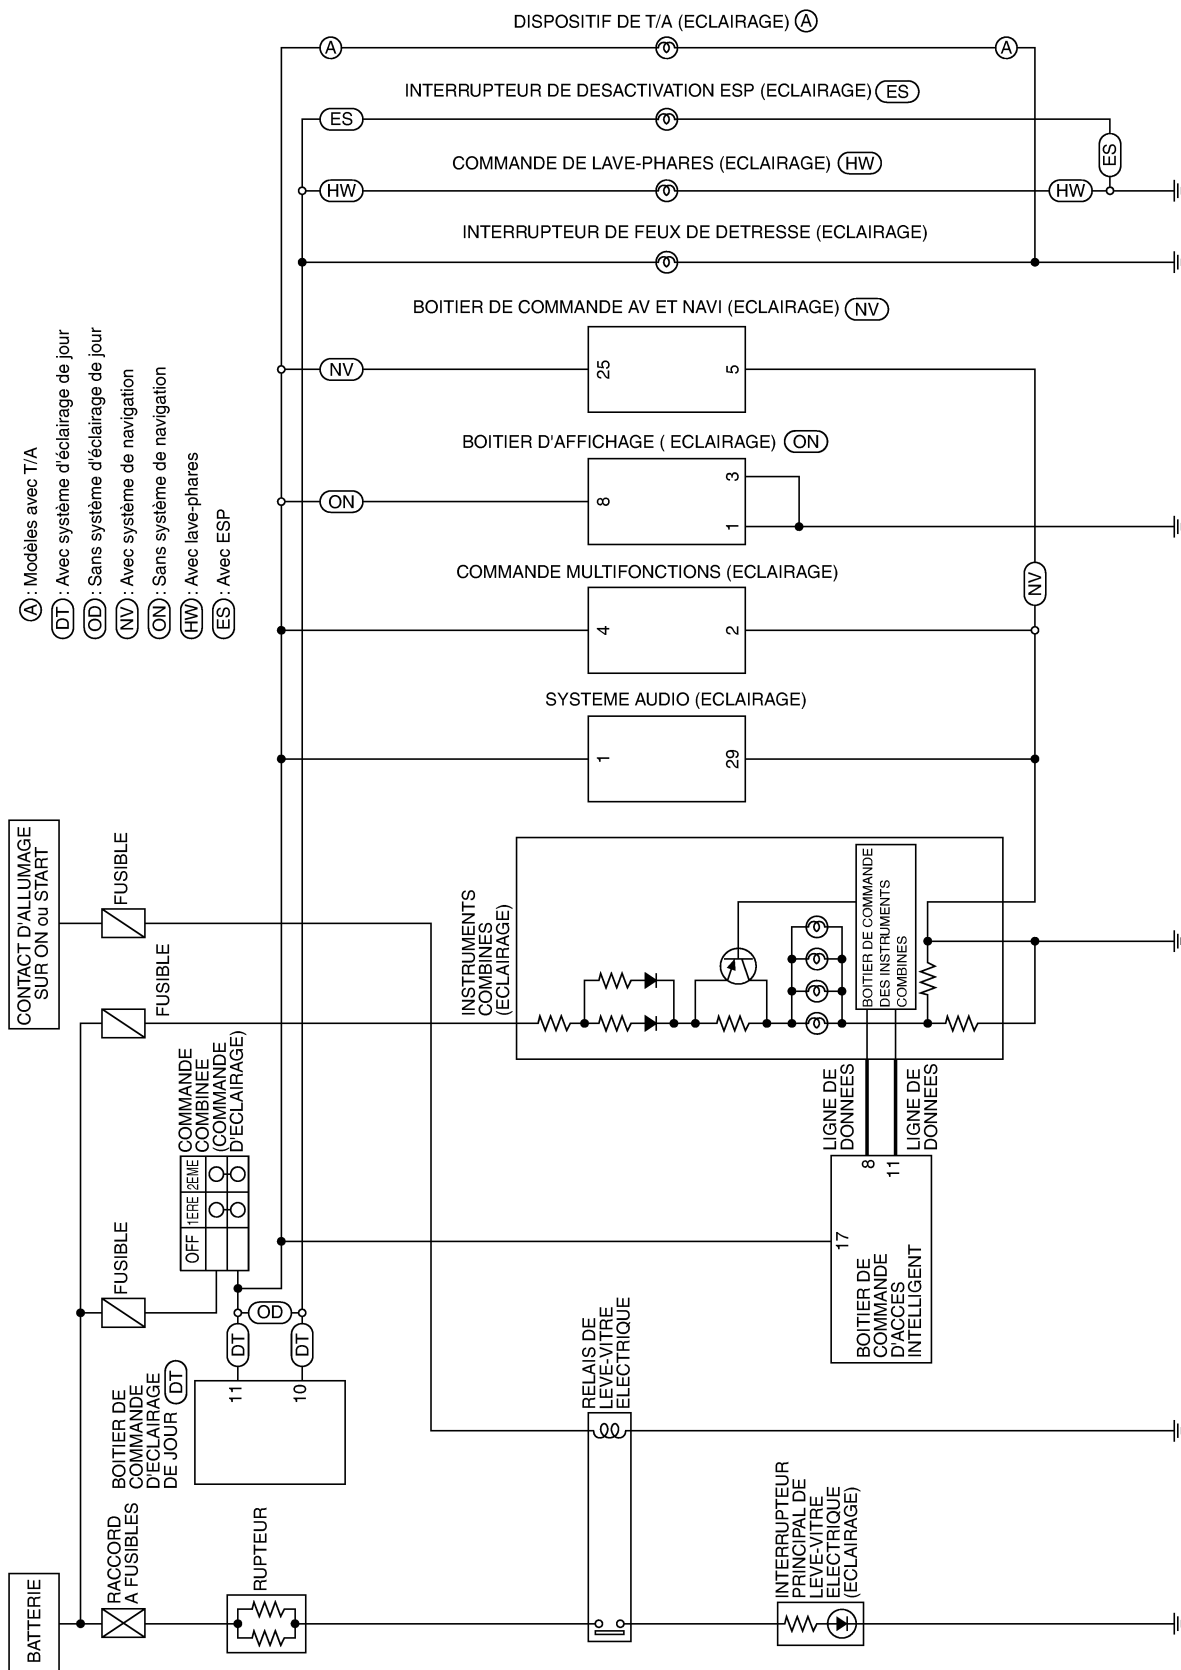 DISPOSITIF DE T/A (ECLAIRAGE) A
A
A
INTERRUPTEUR DE DESACTIVATION ESP (ECLAIRAGE) ES
ES
ES
COMMANDE DE LAVE-PHARES (ECLAIRAGE) HW
HW
HW
INTERRUPTEUR DE FEUX DE DETRESSE (ECLAIRAGE)
BOITIER DE COMMANDE AV ET NAVI (ECLAIRAGE) NV
NV
25
5
BOITIER D'AFFICHAGE ( ECLAIRAGE) ON
ON
8
3
1
COMMANDE MULTIFONCTIONS (ECLAIRAGE)
4
2
NV
SYSTEME AUDIO (ECLAIRAGE)
1
29
A : Modèles avec T/A
DT : Avec système d'éclairage de jour
OD : Sans système d'éclairage de jour
NV : Avec système de navigation
ON : Sans système de navigation
HW : Avec lave-phares
ES : Avec ESP
CONTACT D'ALLUMAGE
SUR ON ou START
FUSIBLE
FUSIBLE
INSTRUMENTS
COMBINES
(ECLAIRAGE)
BOITIER DE COMMANDE
DES INSTRUMENTS
COMBINES
COMMANDE
COMBINEE
(COMMANDE
D'ECLAIRAGE)
OFF 1ERE 2EME
FUSIBLE
LIGNE DE
DONNEES
LIGNE DE
DONNEES
8
11
17
BOITIER DE
COMMANDE
D'ACCES
INTELLIGENT
OD
DT
DT
11
10
BOITIER DE
COMMANDE
D'ECLAIRAGE
DE JOUR DT
RELAIS DE
LEVE-VITRE
ELECTRIQUE
BATTERIE
RACCORD
A FUSIBLES
RUPTEUR
INTERRUPTEUR
PRINCIPAL DE
LEVE-VITRE
ELECTRIQUE
(ECLAIRAGE)